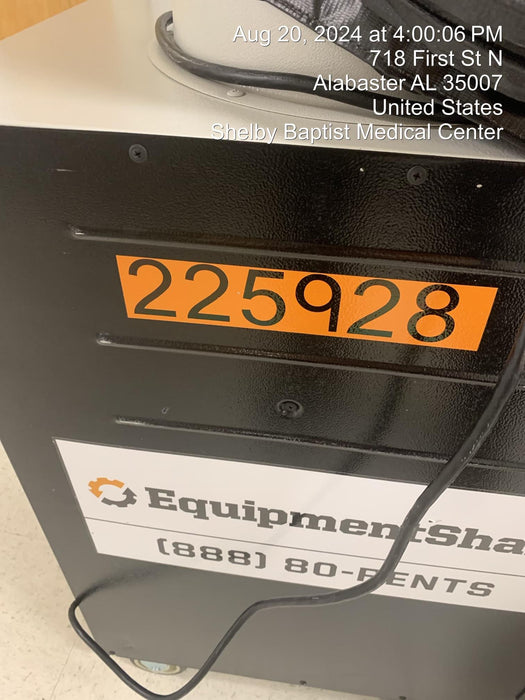 Aug 20, 2024 at 4:00:06 PM
718 First St N
Alabaster AL 35007
United States
Shelby Baptist Medical Center
225928
EquipmentSha
(888) 80-RENTS